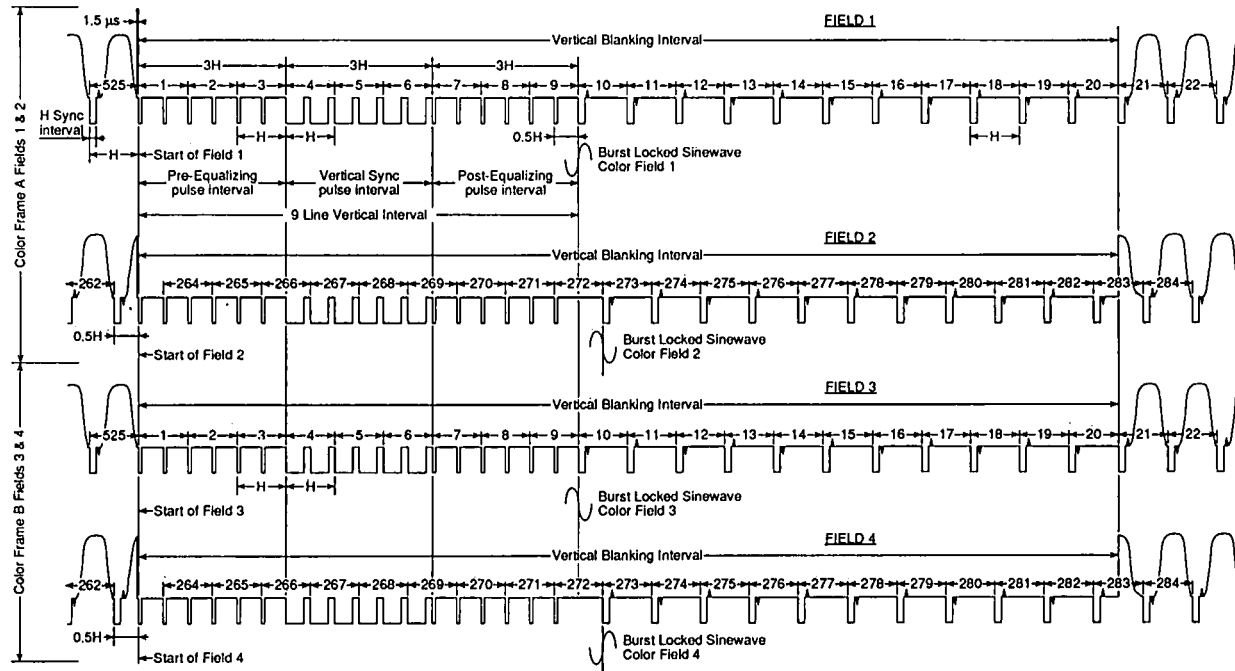 1.5 µs
FIELD 1
Vertical Blanking Interval
3H 3H 3H
525 1 2 3 4 5 6 7 8 9 10 11 12 13 14 15 16 17 18 19 20 21 22
H Sync
interval
H H 0.5H H
H Start of Field 1
Burst Locked Sinewave
Color Field 1
Pre-Equalizing
pulse interval
Vertical Sync
pulse interval
Post-Equalizing
pulse interval
9 Line Vertical Interval
Color Frame A Fields 1 & 2
FIELD 2
Vertical Blanking Interval
262 264 265 266 267 268 269 270 271 272 273 274 275 276 277 278 279 280 281 282 283 284
0.5H
Start of Field 2
Burst Locked Sinewave
Color Field 2
FIELD 3
Vertical Blanking Interval
525 1 2 3 4 5 6 7 8 9 10 11 12 13 14 15 16 17 18 19 20 21 22
H H
Start of Field 3
Burst Locked Sinewave
Color Field 3
Color Frame B Fields 3 & 4
FIELD 4
Vertical Blanking Interval
262 264 265 266 267 268 269 270 271 272 273 274 275 276 277 278 279 280 281 282 283 284
0.5H
Start of Field 4
Burst Locked Sinewave
Color Field 4